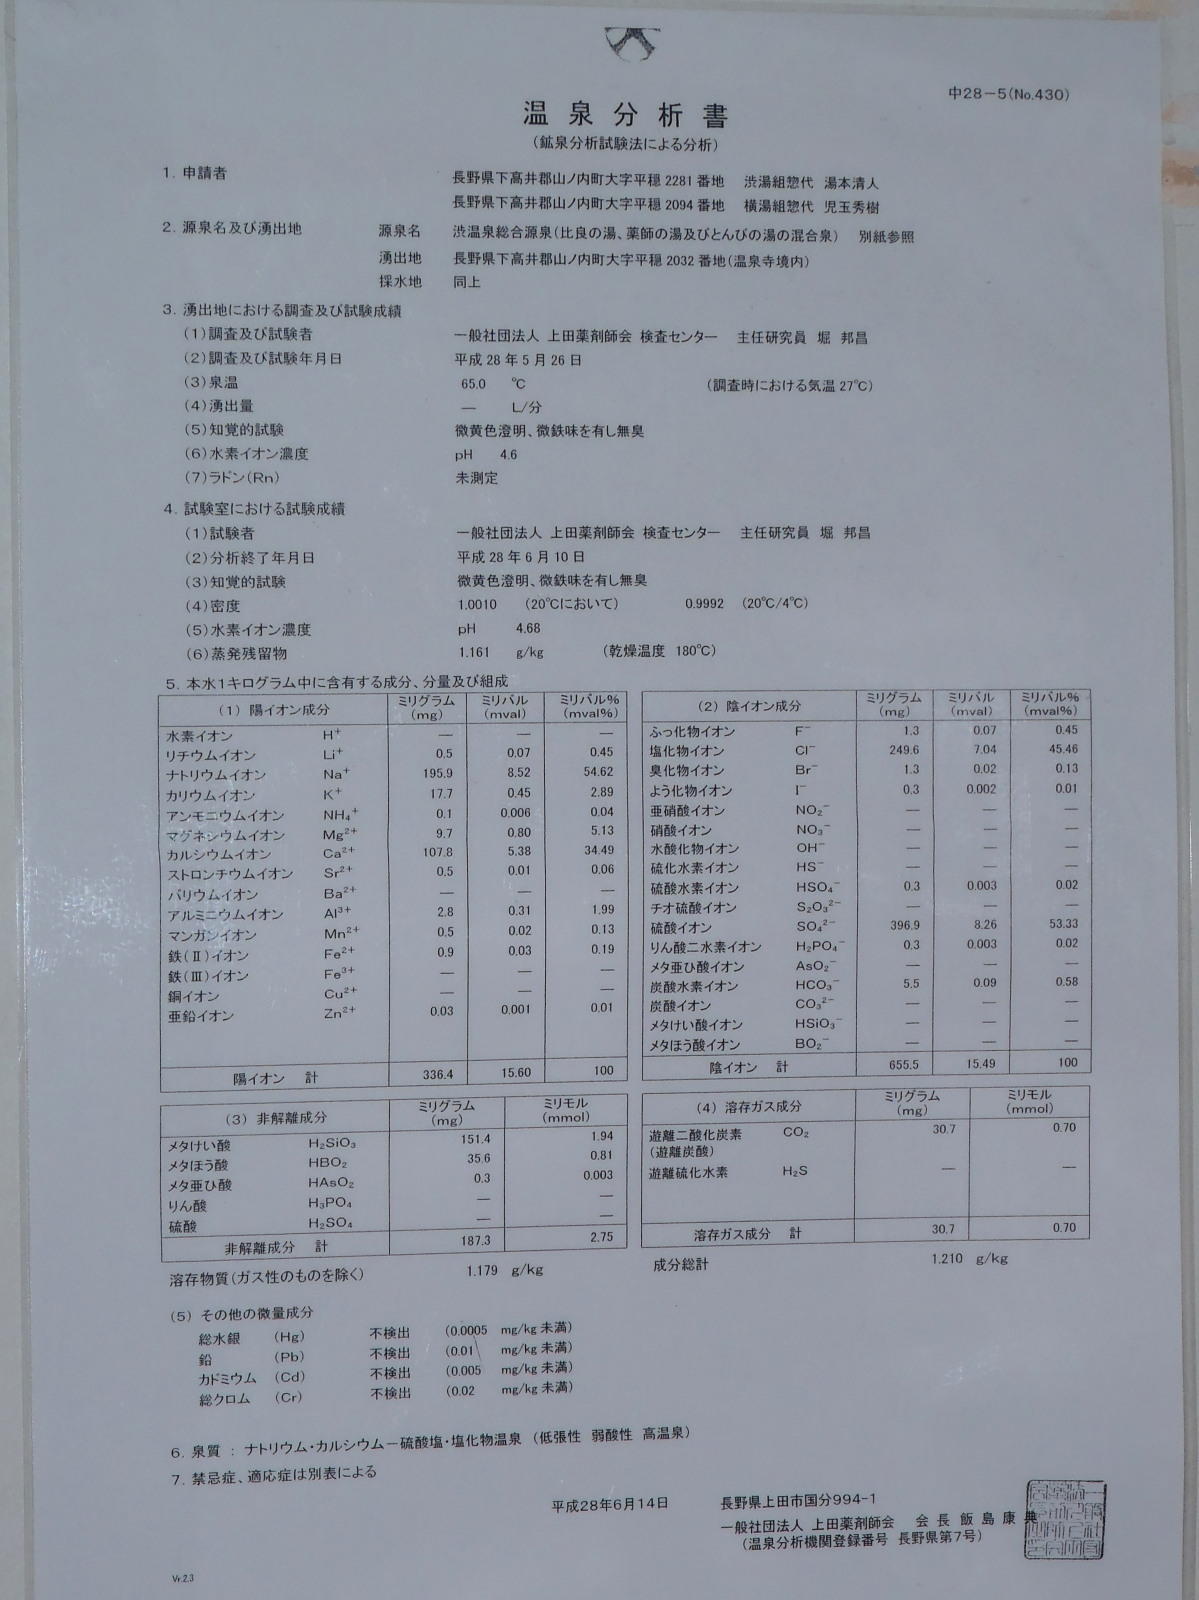 中28－5(No.430)
温泉分析書
(鉱泉分析試験法による分析)
1. 申請者 長野県下高井郡山ノ内町大字平穏 2281 番地 渋湯組惣代 湯本清人
長野県下高井郡山ノ内町大字平穏 2094 番地 横湯組惣代 児玉秀樹
2. 源泉名及び湧出地 源泉名 渋温泉総合源泉(比良の湯、薬師の湯及びとんびの湯の混合泉) 別紙参照
湧出地 長野県下高井郡山ノ内町大字平穏 2032 番地(温泉寺境内)
採水地 同上
3. 湧出地における調査及び試験成績
(1)調査及び試験者 一般社団法人 上田薬剤師会 検査センター 主任研究員 堀 邦昌
(2)調査及び試験年月日 平成 28 年 5 月 26 日
(3)泉温 65.0 ℃ (調査時における気温 27℃)
(4)湧出量 ― L/分
(5)知覚的試験 微黄色澄明、微鉄味を有し無臭
(6)水素イオン濃度 pH 4.6
(7)ラドン(Rn) 未測定
4. 試験室における試験成績
(1)試験者 一般社団法人 上田薬剤師会 検査センター 主任研究員 堀 邦昌
(2)分析終了年月日 平成 28 年 6 月 10 日
(3)知覚的試験 微黄色澄明、微鉄味を有し無臭
(4)密度 1.0010 (20℃において) 0.9992 (20℃/4℃)
(5)水素イオン濃度 pH 4.68
(6)蒸発残留物 1.161 g/kg (乾燥温度 180℃)
5. 本水1キログラム中に含有する成分、分量及び組成
(1) 陽イオン成分 ミリグラム(mg) ミリバル(mval) ミリバル%(mval%)
水素イオン H⁺ ― ― ―
リチウムイオン Li⁺ 0.5 0.07 0.45
ナトリウムイオン Na⁺ 195.9 8.52 54.62
カリウムイオン K⁺ 17.7 0.45 2.89
アンモニウムイオン NH₄⁺ 0.1 0.006 0.04
マグネシウムイオン Mg²⁺ 9.7 0.80 5.13
カルシウムイオン Ca²⁺ 107.8 5.38 34.49
ストロンチウムイオン Sr²⁺ 0.5 0.01 0.06
バリウムイオン Ba²⁺ ― ― ―
アルミニウムイオン Al³⁺ 2.8 0.31 1.99
マンガンイオン Mn²⁺ 0.5 0.02 0.13
鉄(Ⅱ)イオン Fe²⁺ 0.9 0.03 0.19
鉄(Ⅲ)イオン Fe³⁺ ― ― ―
銅イオン Cu²⁺ ― ― ―
亜鉛イオン Zn²⁺ 0.03 0.001 0.01
陽イオン 計 336.4 15.60 100
(2) 陰イオン成分 ミリグラム(mg) ミリバル(mval) ミリバル%(mval%)
ふっ化物イオン F⁻ 1.3 0.07 0.45
塩化物イオン Cl⁻ 249.6 7.04 45.46
臭化物イオン Br⁻ 1.3 0.02 0.13
よう化物イオン I⁻ 0.3 0.002 0.01
亜硝酸イオン NO₂⁻ ― ― ―
硝酸イオン NO₃⁻ ― ― ―
水酸化物イオン OH⁻ ― ― ―
硫化水素イオン HS⁻ ― ― ―
硫酸水素イオン HSO₄⁻ 0.3 0.003 0.02
チオ硫酸イオン S₂O₃²⁻ ― ― ―
硫酸イオン SO₄²⁻ 396.9 8.26 53.33
りん酸二水素イオン H₂PO₄⁻ 0.3 0.003 0.02
メタ亜ひ酸イオン AsO₂⁻ ― ― ―
炭酸水素イオン HCO₃⁻ 5.5 0.09 0.58
炭酸イオン CO₃²⁻ ― ― ―
メタけい酸イオン HSiO₃⁻ ― ― ―
メタほう酸イオン BO₂⁻ ― ― ―
陰イオン 計 655.5 15.49 100
(3) 非解離成分 ミリグラム(mg) ミリモル(mmol)
メタけい酸 H₂SiO₃ 151.4 1.94
メタほう酸 HBO₂ 35.6 0.81
メタ亜ひ酸 HAsO₂ 0.3 0.003
りん酸 H₃PO₄ ― ―
硫酸 H₂SO₄ ― ―
非解離成分 計 187.3 2.75
(4) 溶存ガス成分 ミリグラム(mg) ミリモル(mmol)
遊離二酸化炭素 CO₂ 30.7 0.70
(遊離炭酸)
遊離硫化水素 H₂S ― ―
溶存ガス成分 計 30.7 0.70
溶存物質(ガス性のものを除く) 1.179 g/kg 成分総計 1.210 g/kg
(5) その他の微量成分
総水銀 (Hg) 不検出 (0.0005 mg/kg 未満)
鉛 (Pb) 不検出 (0.01 mg/kg 未満)
カドミウム (Cd) 不検出 (0.005 mg/kg 未満)
総クロム (Cr) 不検出 (0.02 mg/kg 未満)
6. 泉質 : ナトリウム・カルシウム－硫酸塩・塩化物温泉 (低張性 弱酸性 高温泉)
7. 禁忌症、適応症は別表による
平成28年6月14日 長野県上田市国分994-1
一般社団法人 上田薬剤師会 会 長 飯 島 康 典
(温泉分析機関登録番号 長野県第7号)
Vr.2.3